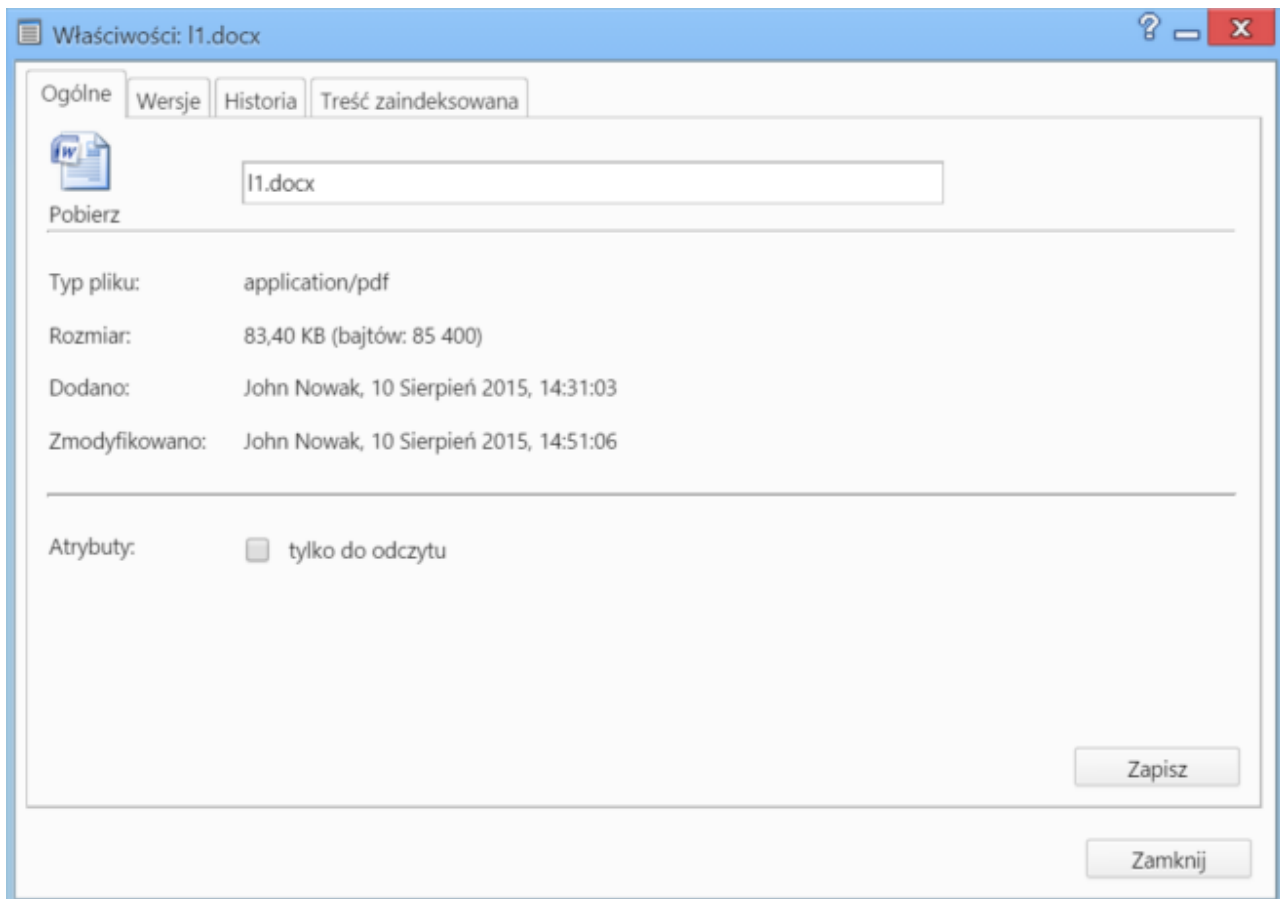 Właściwości: l1.docx
Ogólne Wersje Historia Treść zaindeksowana
l1.docx
Pobierz
Typ pliku: application/pdf
Rozmiar: 83,40 KB (bajtów: 85 400)
Dodano: John Nowak, 10 Sierpień 2015, 14:31:03
Zmodyfikowano: John Nowak, 10 Sierpień 2015, 14:51:06
Atrybuty: tylko do odczytu
Zapisz
Zamknij